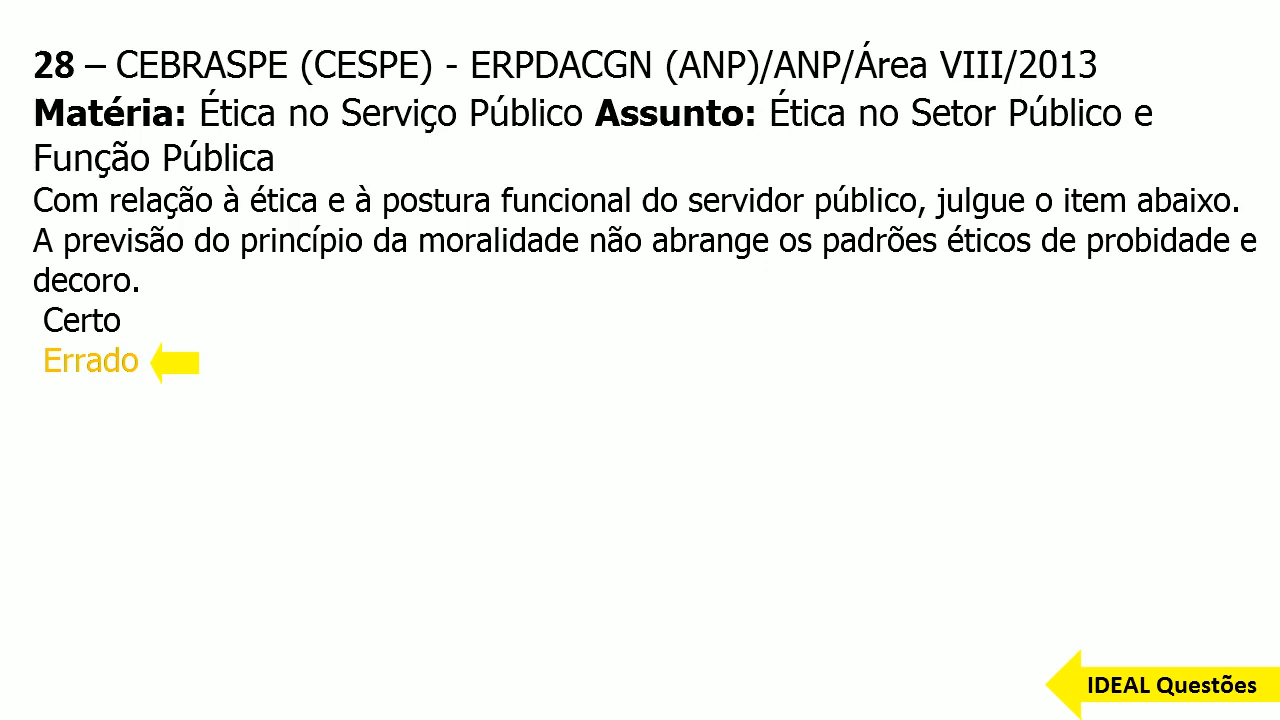 28 – CEBRASPE (CESPE) - ERPDACGN (ANP)/ANP/Área VIII/2013
Matéria: Ética no Serviço Público Assunto: Ética no Setor Público e
Função Pública
Com relação à ética e à postura funcional do servidor público, julgue o item abaixo.
A previsão do princípio da moralidade não abrange os padrões éticos de probidade e
decoro.
Certo
Errado
IDEAL Questões